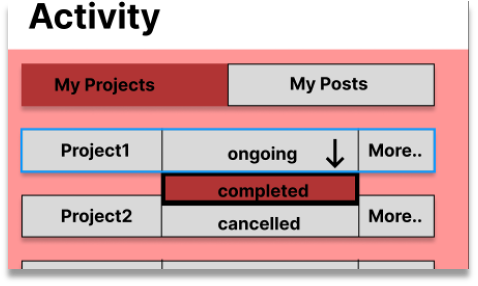 Activity
My Projects My Posts
Project1 ongoing ↓ More..
completed
Project2 cancelled More..